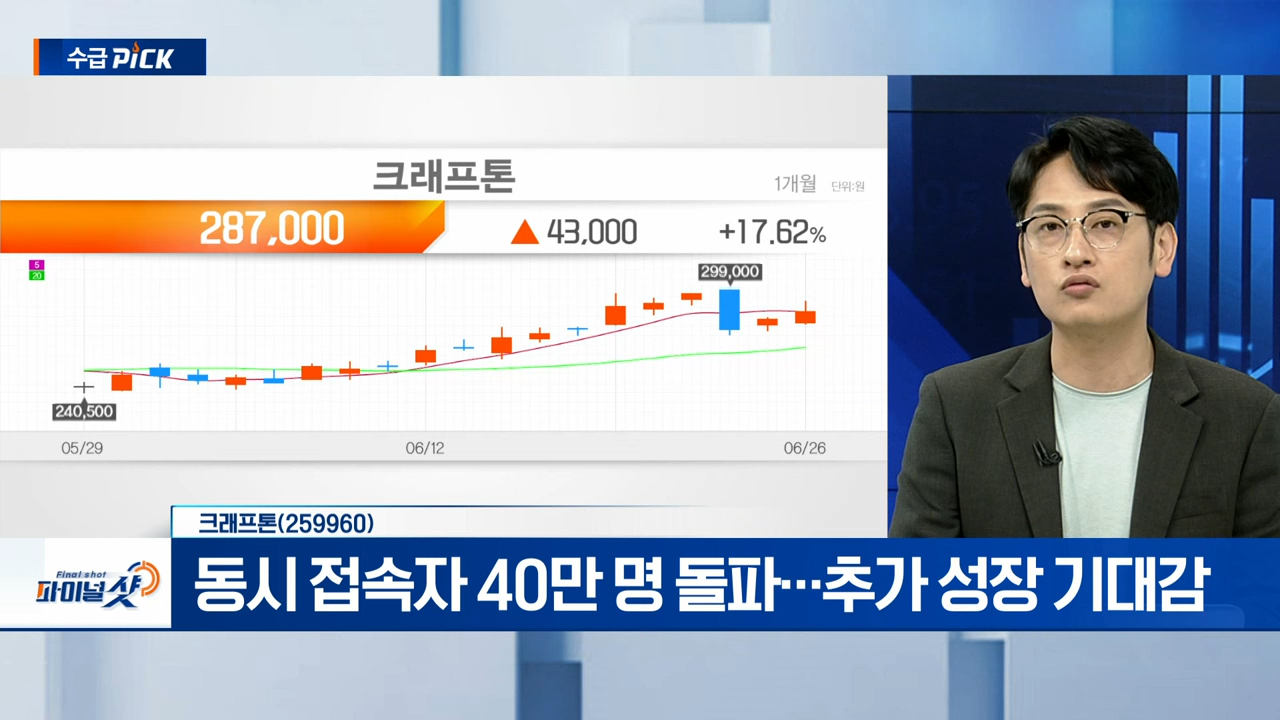 수급 PiCK
크래프톤
1개월 단위:원
287,000 ▲ 43,000 +17.62%
5
20
299,000
240,500
05/29 06/12 06/26
크래프톤(259960)
Final shot
파이널샷
동시 접속자 40만 명 돌파…추가 성장 기대감